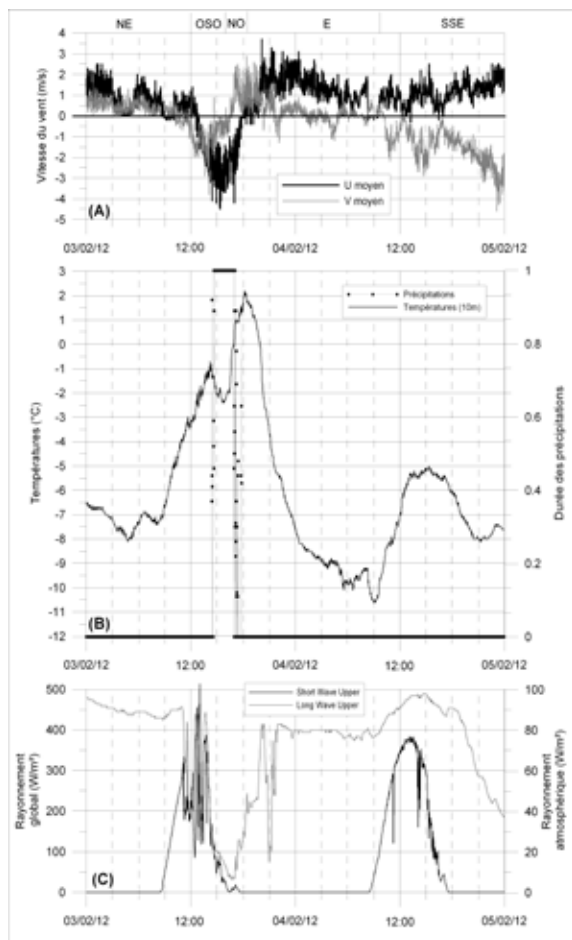 NE OSO NO E SSE
4
3
2
1
0
-1
-2
-3
-4
-5
Vitesse du vent (m/s)
U moyen
V moyen
(A)
03/02/12 12:00 04/02/12 12:00 05/02/12
3
2
1
0
-1
-2
-3
-4
-5
-6
-7
-8
-9
-10
-11
-12
Températures (°C)
Précipitations
Températures (10m)
1
0.8
0.6
0.4
0.2
0
Durée des précipitations
(B)
03/02/12 12:00 04/02/12 12:00 05/02/12
500
400
300
200
100
0
Rayonnement
global (W/m²)
Short Wave Upper
Long Wave Upper
100
80
60
40
20
0
Rayonnement
atmosphérique (W/m²)
(C)
03/02/12 12:00 04/02/12 12:00 05/02/12